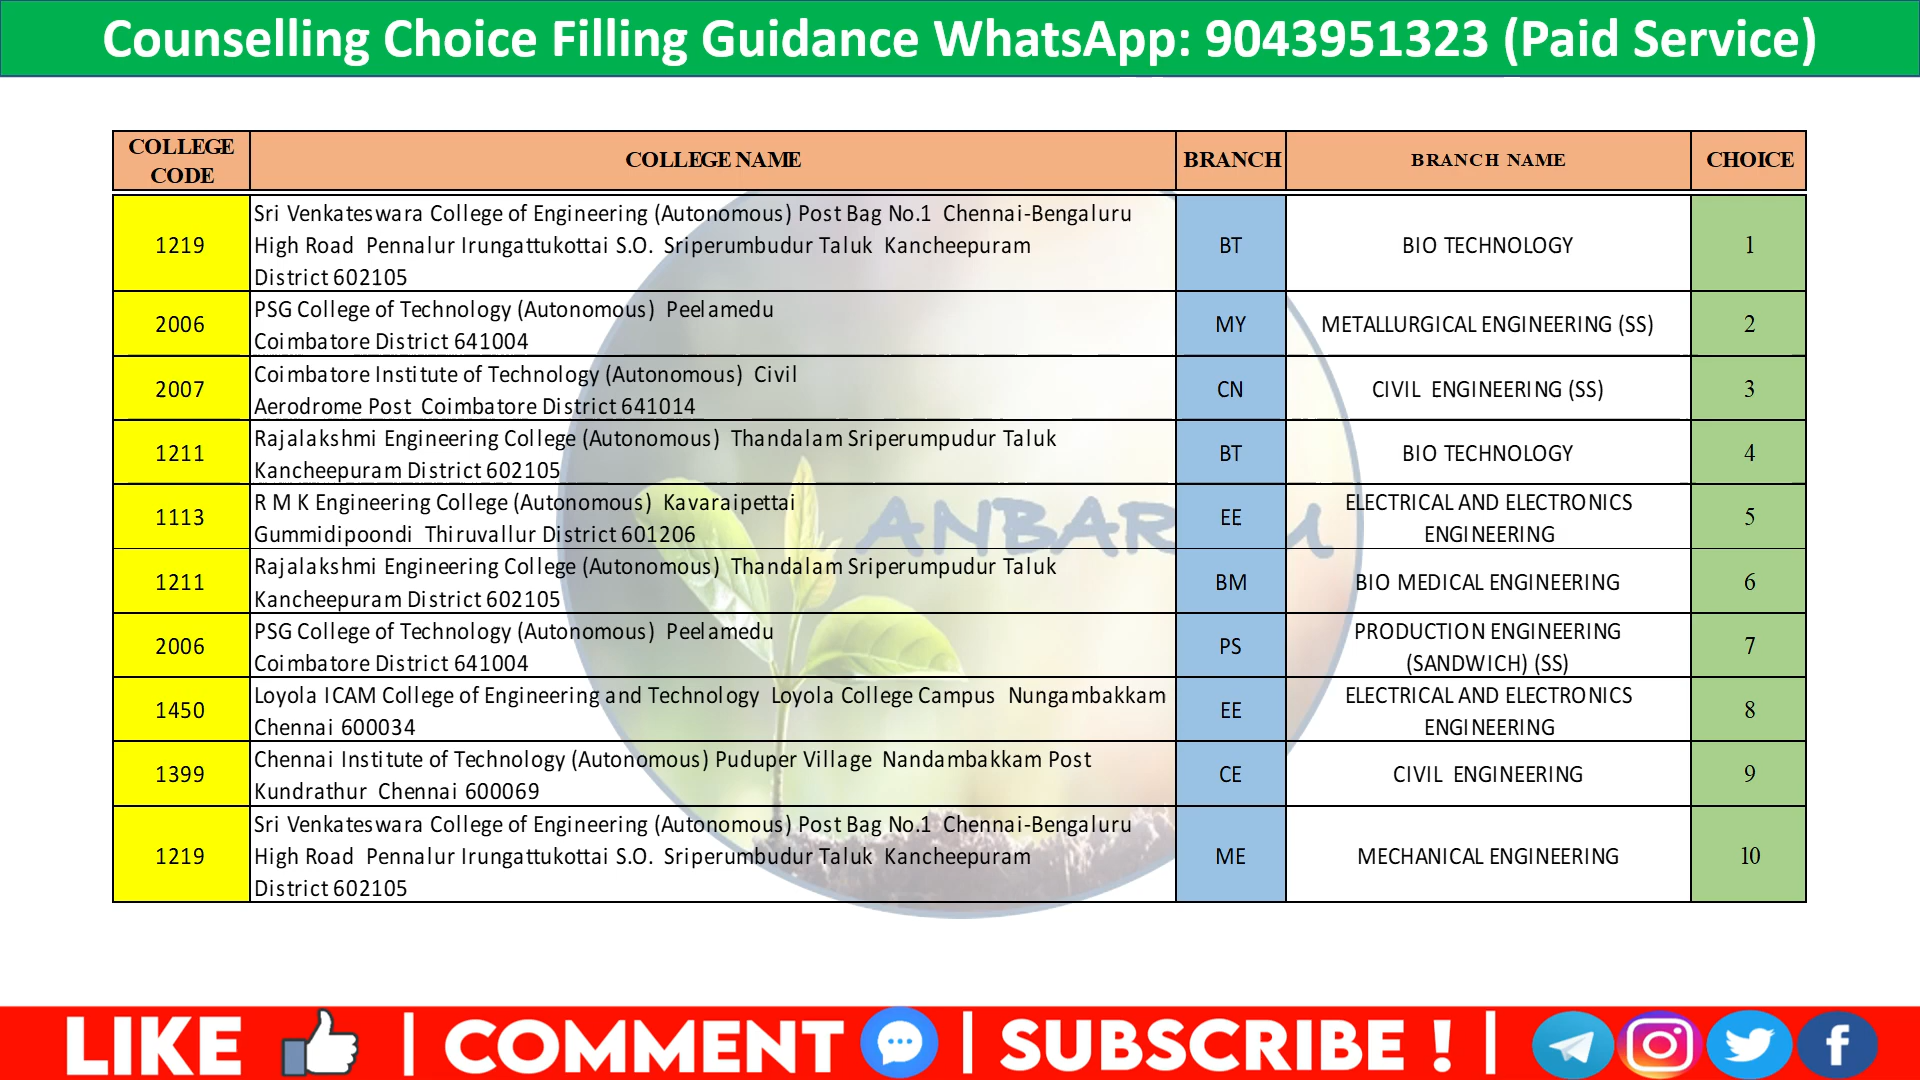 Counselling Choice Filling Guidance WhatsApp: 9043951323 (Paid Service)
COLLEGE CODE
COLLEGE NAME
BRANCH
BRANCH NAME
CHOICE
1219
Sri Venkateswara College of Engineering (Autonomous) Post Bag No.1 Chennai-Bengaluru
High Road Pennalur Irungattukottai S.O. Sriperumbudur Taluk Kancheepuram
District 602105
BT
BIO TECHNOLOGY
1
2006
PSG College of Technology (Autonomous) Peelamedu
Coimbatore District 641004
MY
METALLURGICAL ENGINEERING (SS)
2
2007
Coimbatore Institute of Technology (Autonomous) Civil
Aerodrome Post Coimbatore District 641014
CN
CIVIL ENGINEERING (SS)
3
1211
Rajalakshmi Engineering College (Autonomous) Thandalam Sriperumpudur Taluk
Kancheepuram District 602105
BT
BIO TECHNOLOGY
4
1113
R M K Engineering College (Autonomous) Kavaraipettai
Gummidipoondi Thiruvallur District 601206
EE
ELECTRICAL AND ELECTRONICS
ENGINEERING
5
1211
Rajalakshmi Engineering College (Autonomous) Thandalam Sriperumpudur Taluk
Kancheepuram District 602105
BM
BIO MEDICAL ENGINEERING
6
2006
PSG College of Technology (Autonomous) Peelamedu
Coimbatore District 641004
PS
PRODUCTION ENGINEERING
(SANDWICH) (SS)
7
1450
Loyola ICAM College of Engineering and Technology Loyola College Campus Nungambakkam
Chennai 600034
EE
ELECTRICAL AND ELECTRONICS
ENGINEERING
8
1399
Chennai Institute of Technology (Autonomous) Puduper Village Nandambakkam Post
Kundrathur Chennai 600069
CE
CIVIL ENGINEERING
9
1219
Sri Venkateswara College of Engineering (Autonomous) Post Bag No.1 Chennai-Bengaluru
High Road Pennalur Irungattukottai S.O. Sriperumbudur Taluk Kancheepuram
District 602105
ME
MECHANICAL ENGINEERING
10
LIKE | COMMENT | SUBSCRIBE ! |